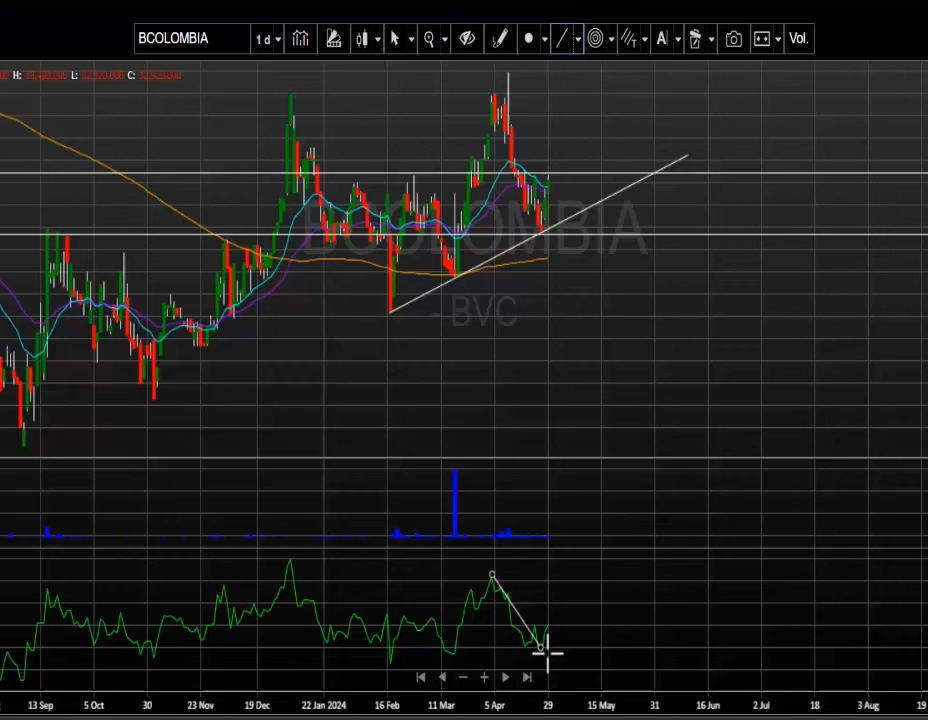 BCOLOMBIA 1 d T A Vol.
H: L: C:
BCOLOMBIA
- BVC
13 Sep 5 Oct 30 23 Nov 19 Dec 22 Jan 2024 16 Feb 11 Mar 5 Apr 29 15 May 31 16 Jun 2 Jul 18 3 Aug 19